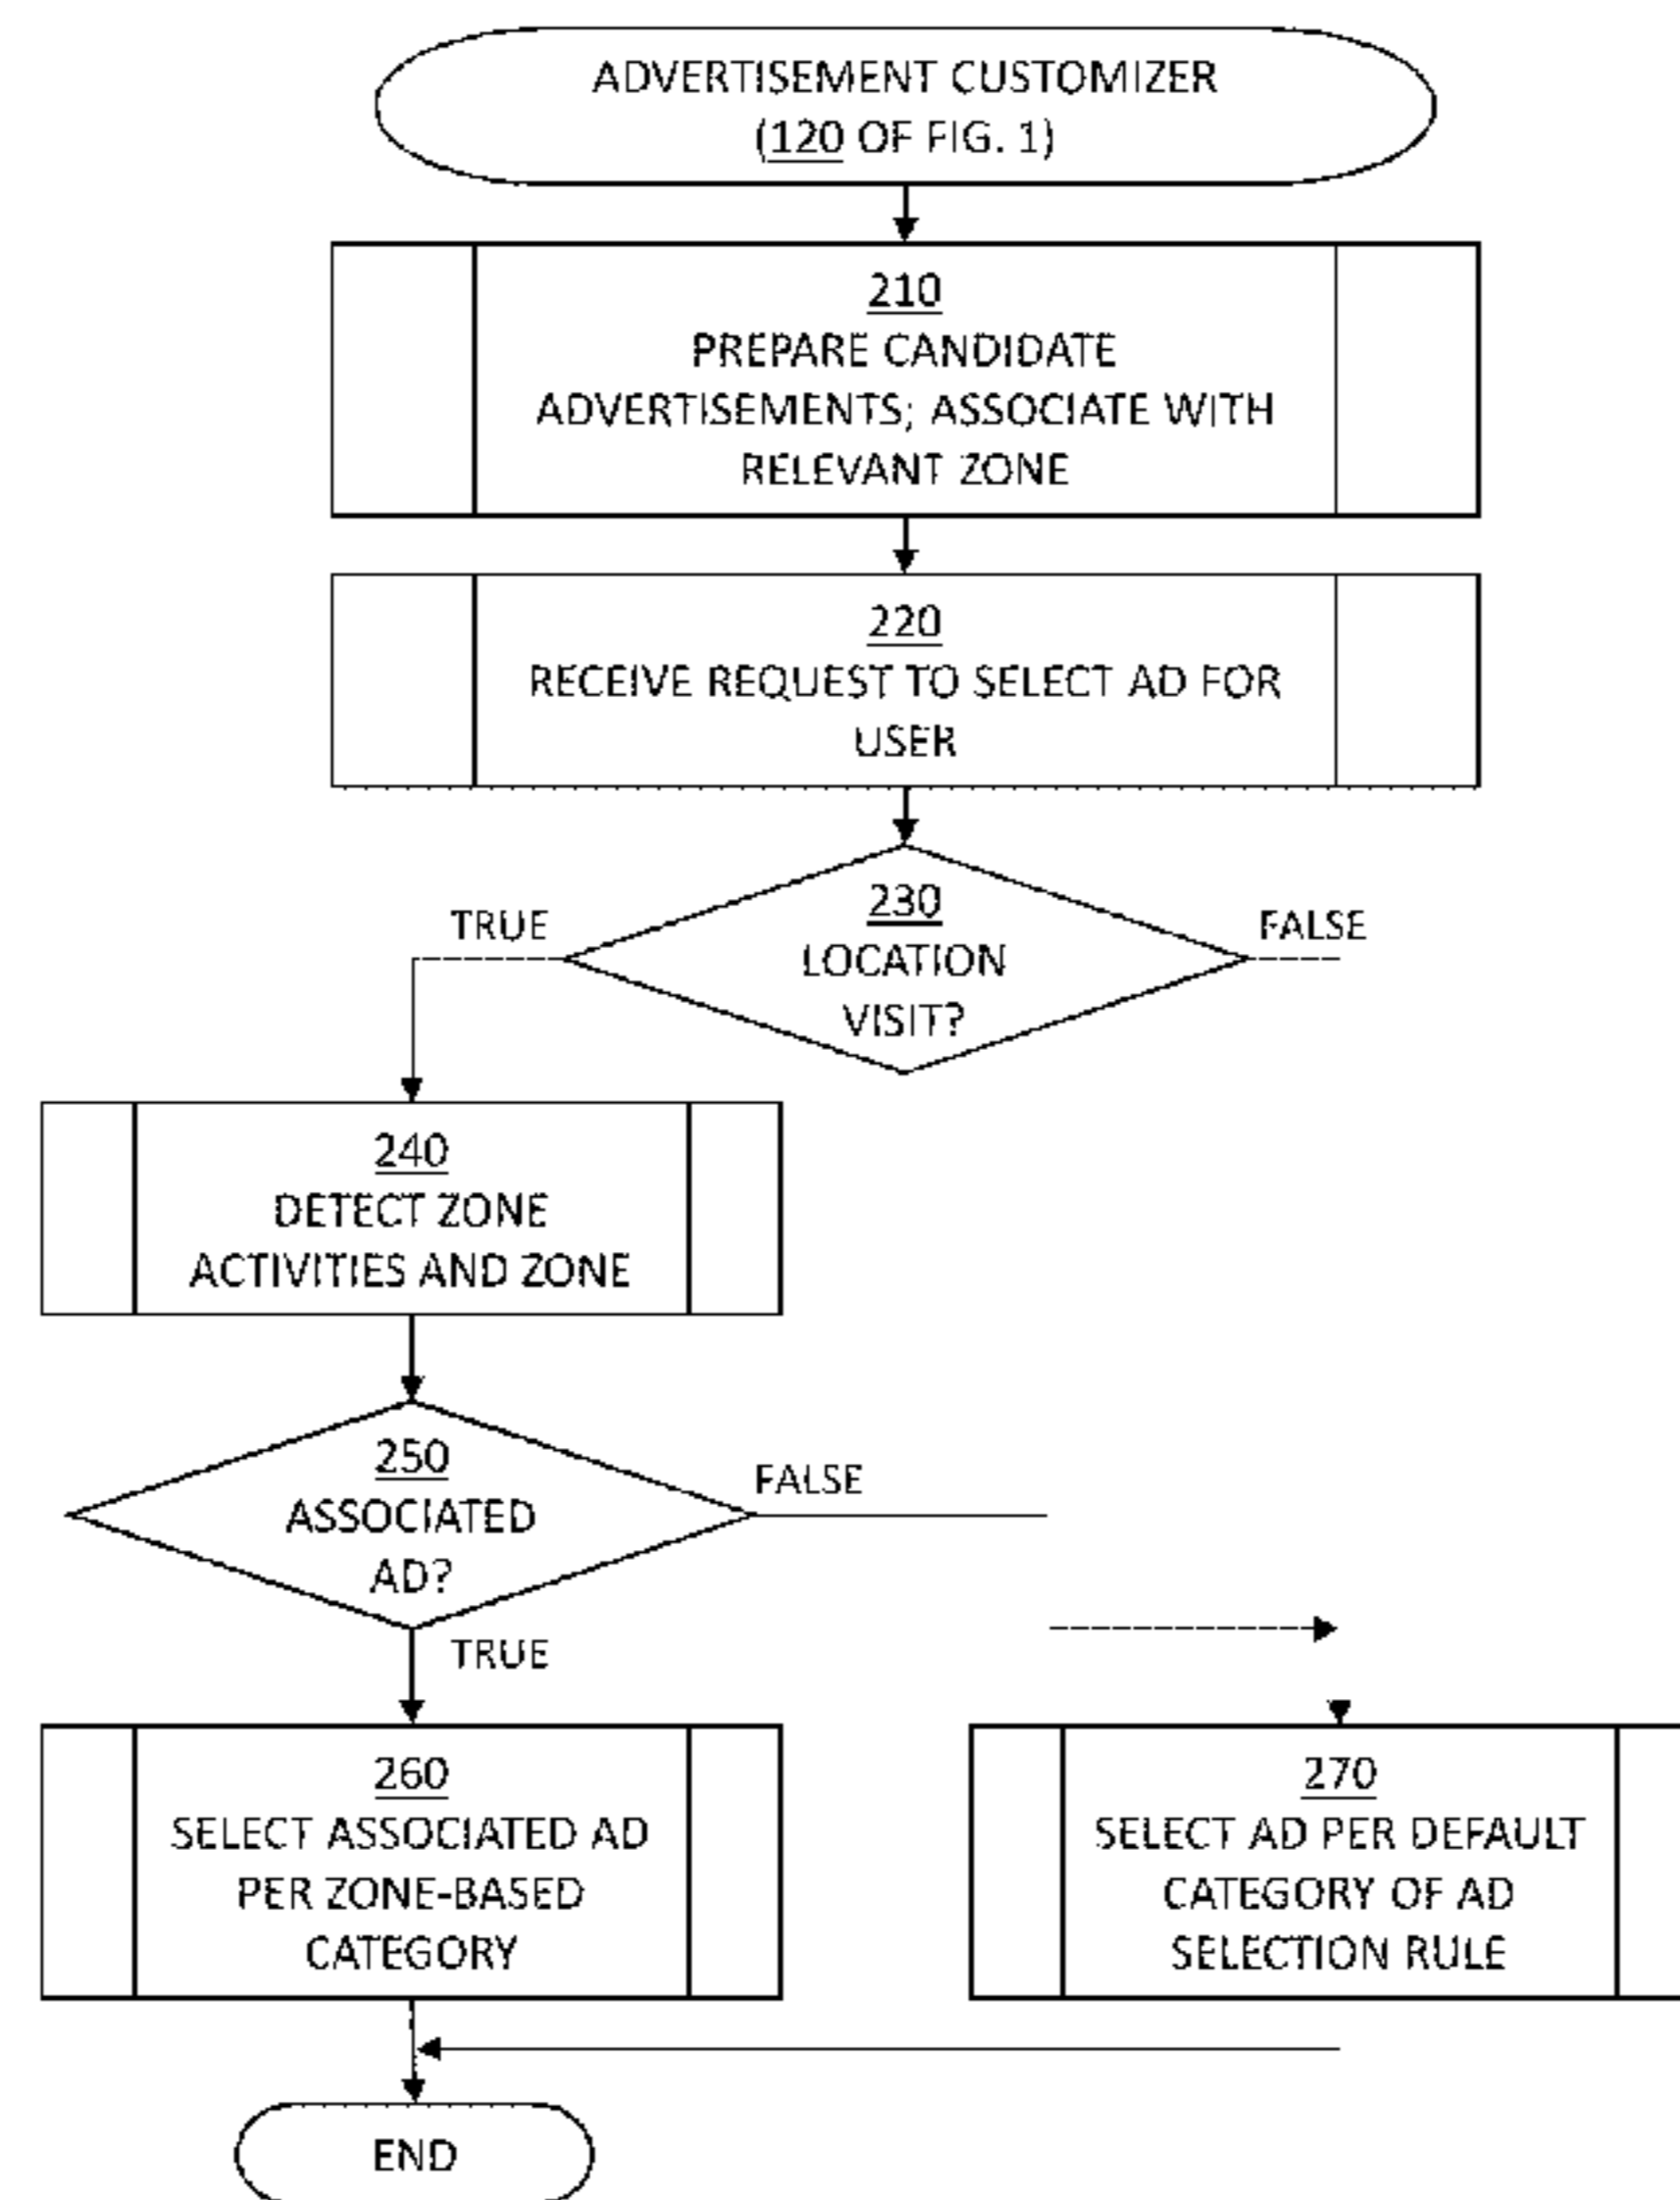 ADVERTISEMENT CUSTOMIZER
(120 OF FIG. 1)
210
PREPARE CANDIDATE
ADVERTISEMENTS; ASSOCIATE WITH
RELEVANT ZONE
220
RECEIVE REQUEST TO SELECT AD FOR
USER
230
LOCATION
VISIT?
TRUE
FALSE
240
DETECT ZONE
ACTIVITIES AND ZONE
250
ASSOCIATED
AD?
FALSE
TRUE
260
SELECT ASSOCIATED AD
PER ZONE-BASED
CATEGORY
270
SELECT AD PER DEFAULT
CATEGORY OF AD
SELECTION RULE
END